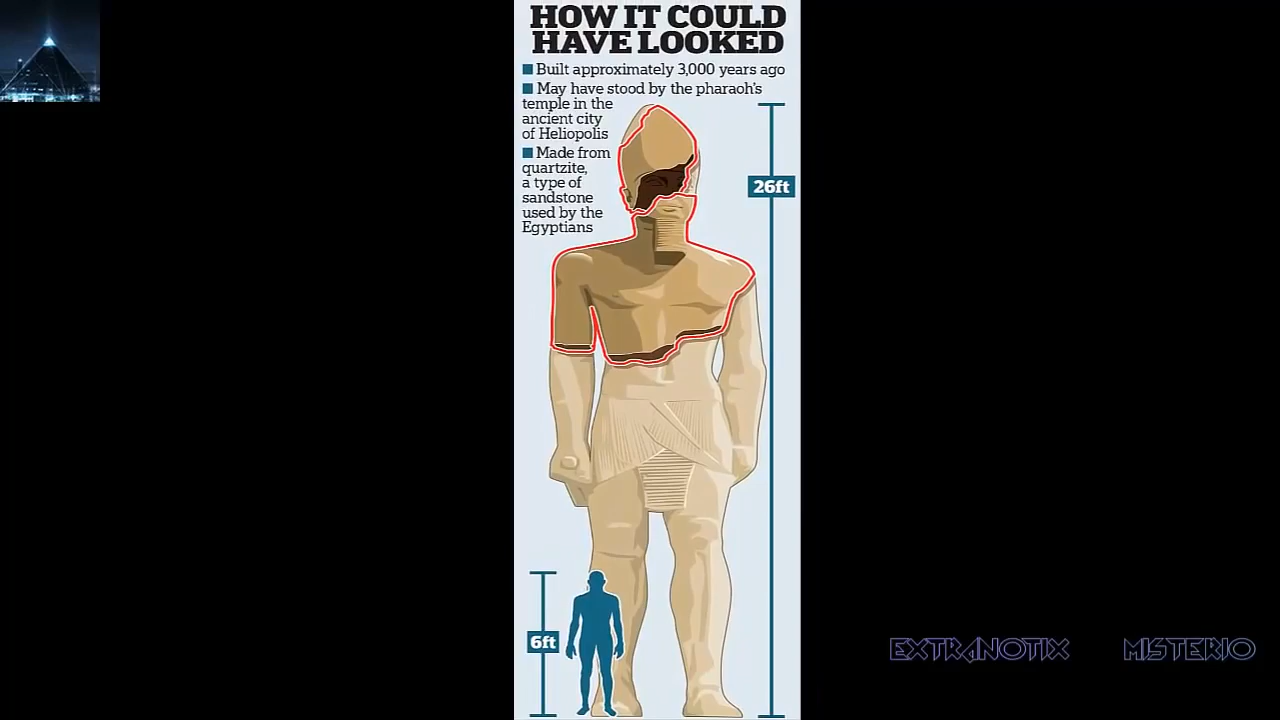 HOW IT COULD
HAVE LOOKED
Built approximately 3,000 years ago
May have stood by the pharaoh's
temple in the
ancient city
of Heliopolis
Made from
quartzite,
a type of
sandstone
used by the
Egyptians
26ft
6ft
EXTRANOTIX MISTERIO